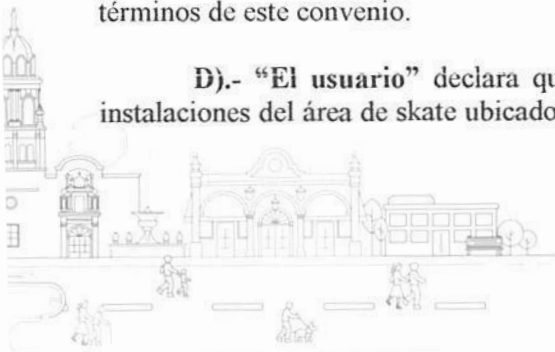 términos de este convenio.
D).- “El usuario” declara qu
instalaciones del área de skate ubicado